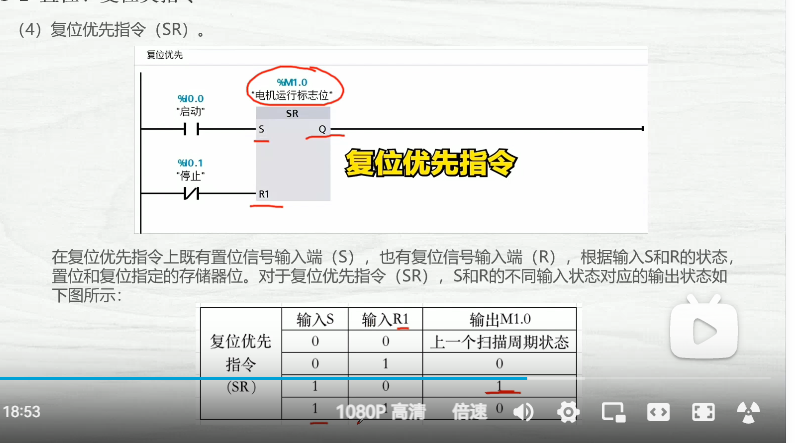 （4）复位优先指令（SR）。
复位优先
%M1.0
"电机运行标志位"
%I0.0
"启动"
SR
S
Q
%I0.1
"停止"
R1
复位优先指令
在复位优先指令上既有置位信号输入端（S），也有复位信号输入端（R），根据输入S和R的状态，
置位和复位指定的存储器位。对于复位优先指令（SR），S和R的不同输入状态对应的输出状态如
下图所示：
复位优先指令（SR） 输入S 输入R1 输出M1.0
0 0 上一个扫描周期状态
0 1 0
1 0 1
1 1 0
18:53
1080P 高清
倍速